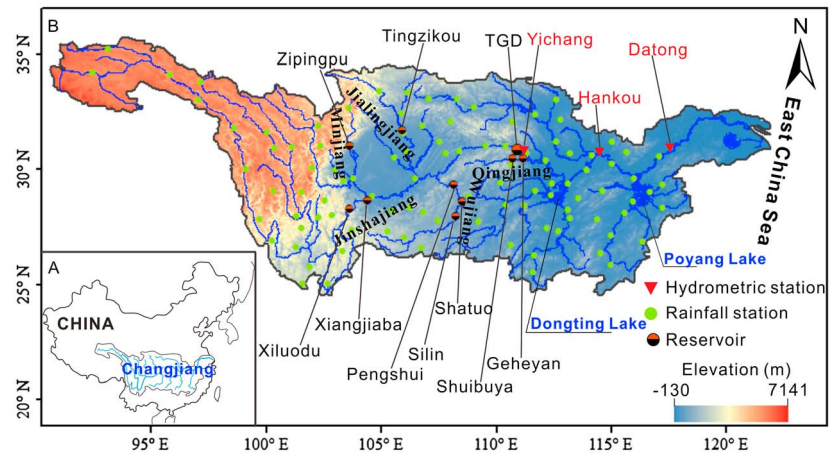 B
Tingzikou
TGD
Yichang
Datong
N
Zipingpu
Hankou
35°N
30°N
25°N
20°N
Minjiang
Jialingjiang
Qingjiang
Wujiang
Jinshajiang
East China Sea
Poyang Lake
Dongting Lake
Hydrometric station
Rainfall station
Reservoir
Shatuo
Xiangjiaba
Xiluodu
Silin
Geheyan
Pengshui
Shuibuya
Elevation (m)
-130 7141
A
CHINA
Changjiang
95°E 100°E 105°E 110°E 115°E 120°E